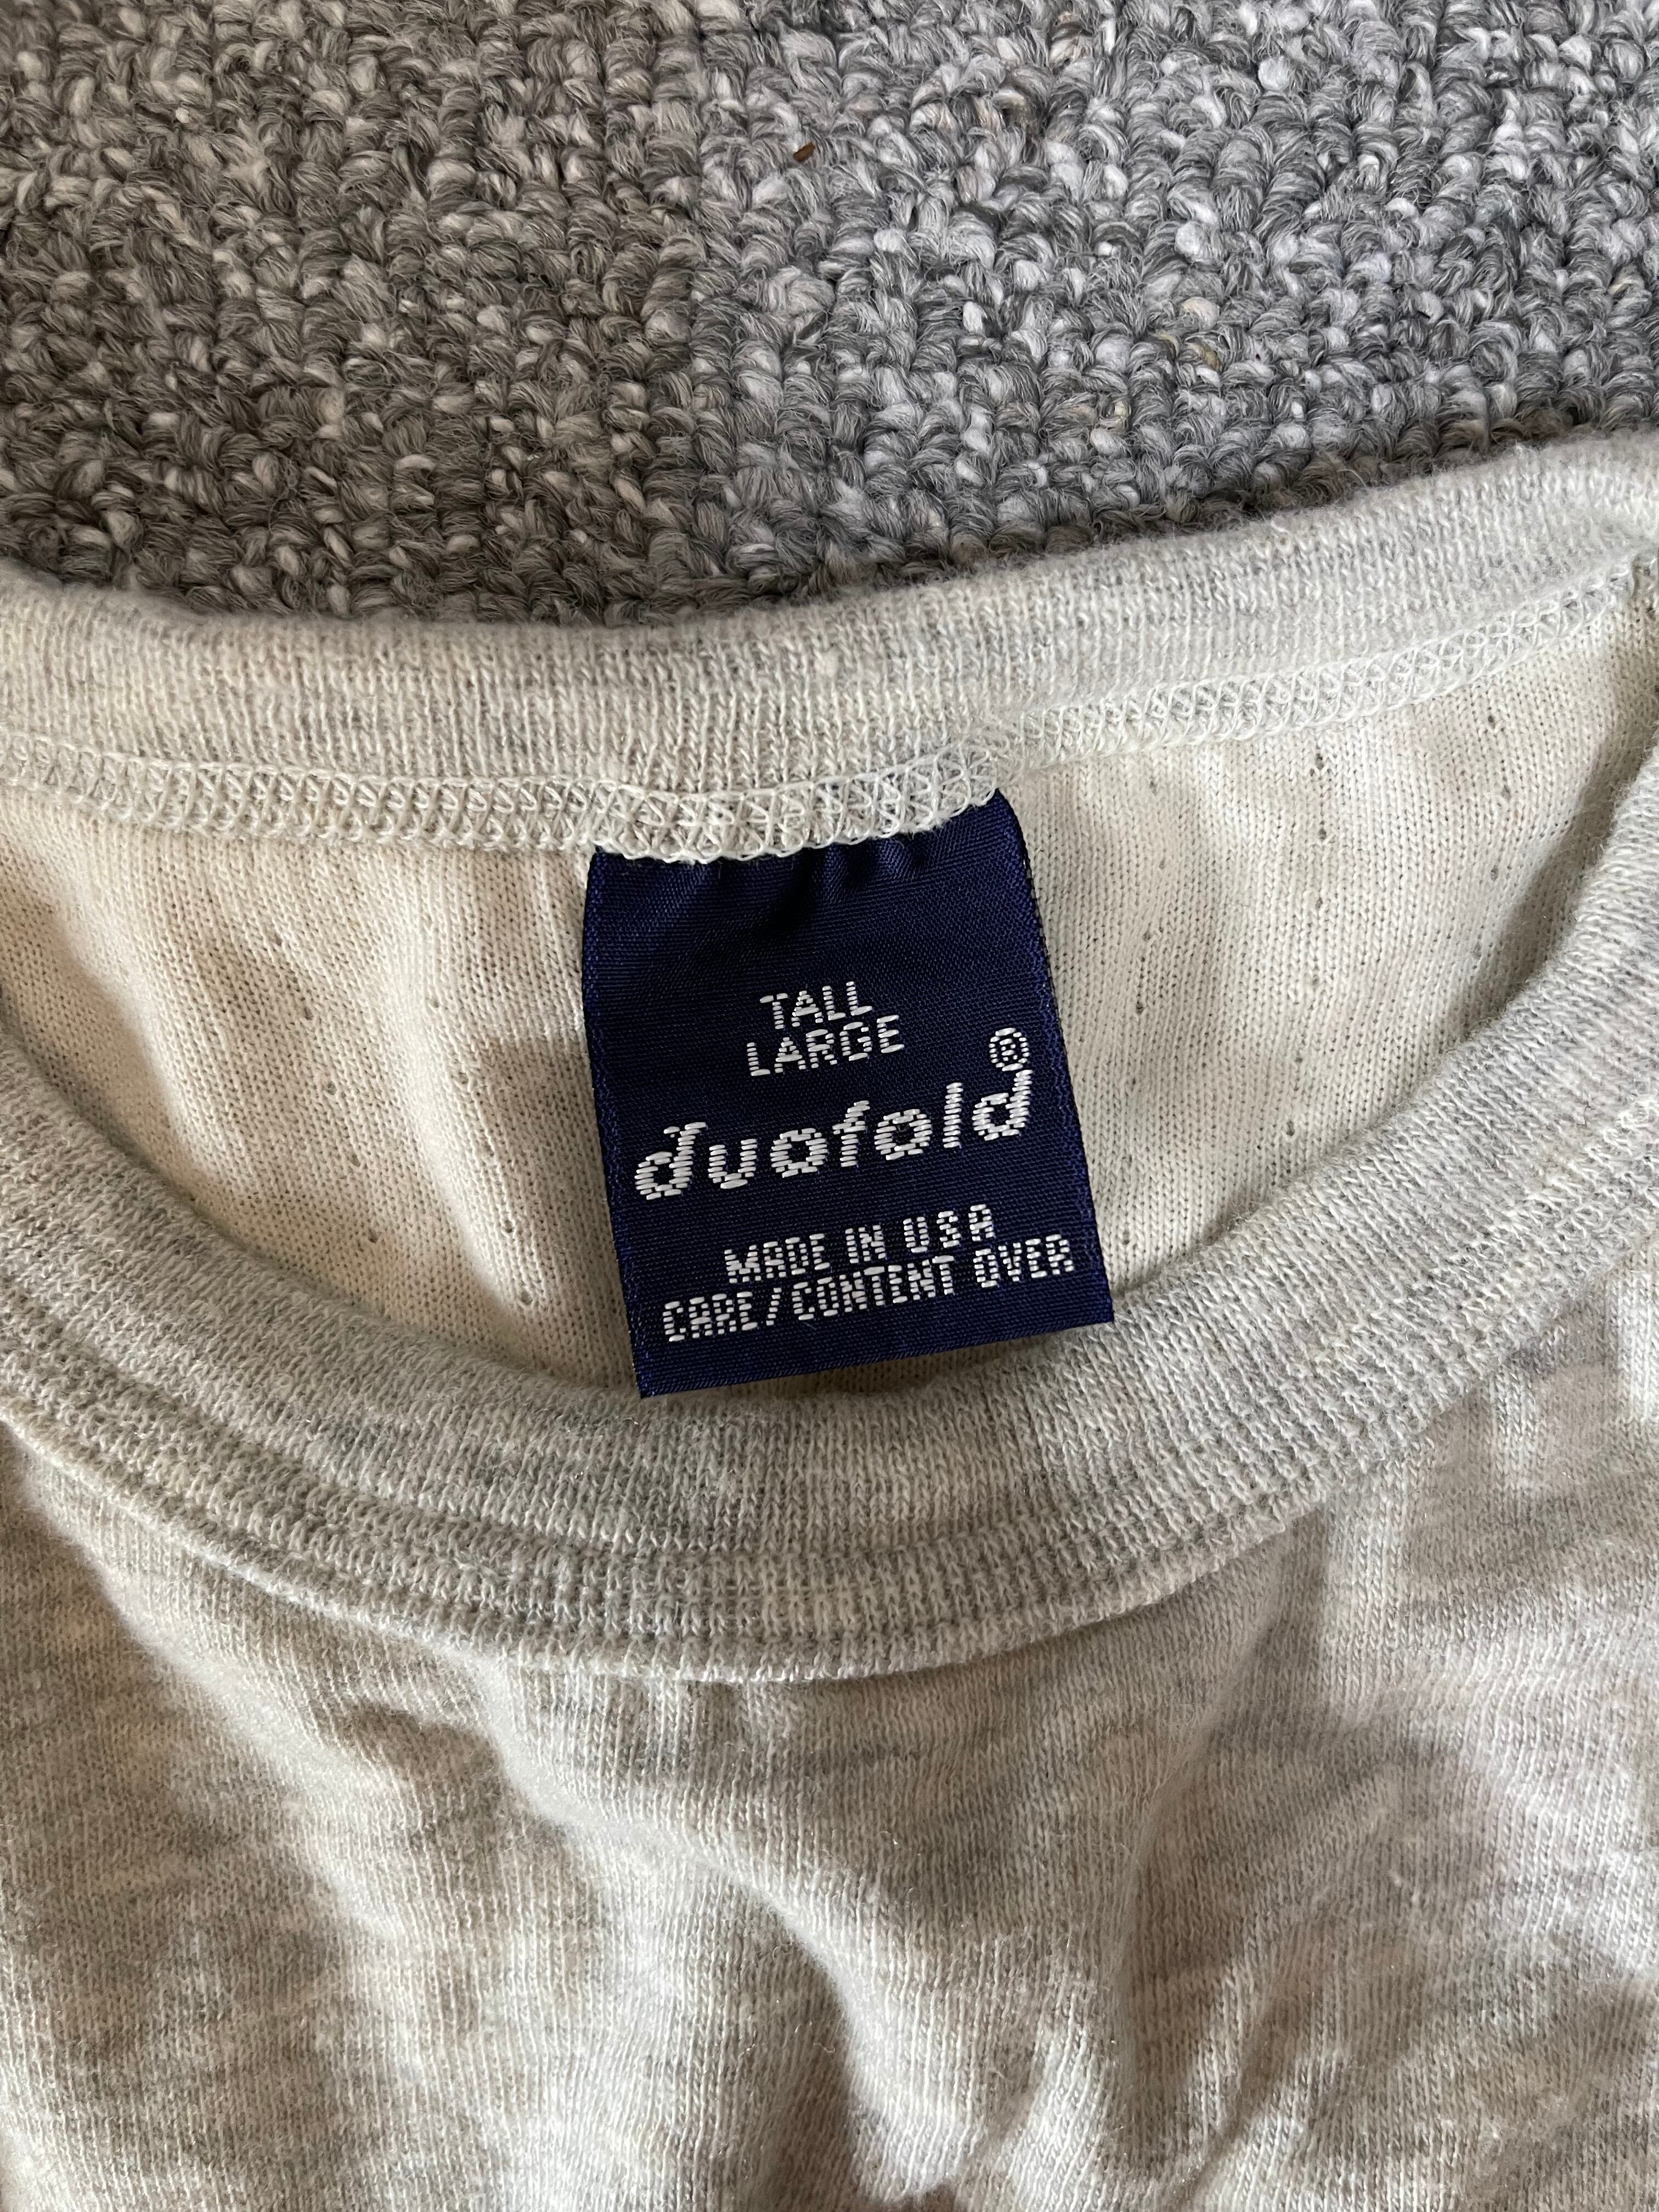 TALL
LARGE
duofold®
MADE IN USA
CARE/CONTENT OVER